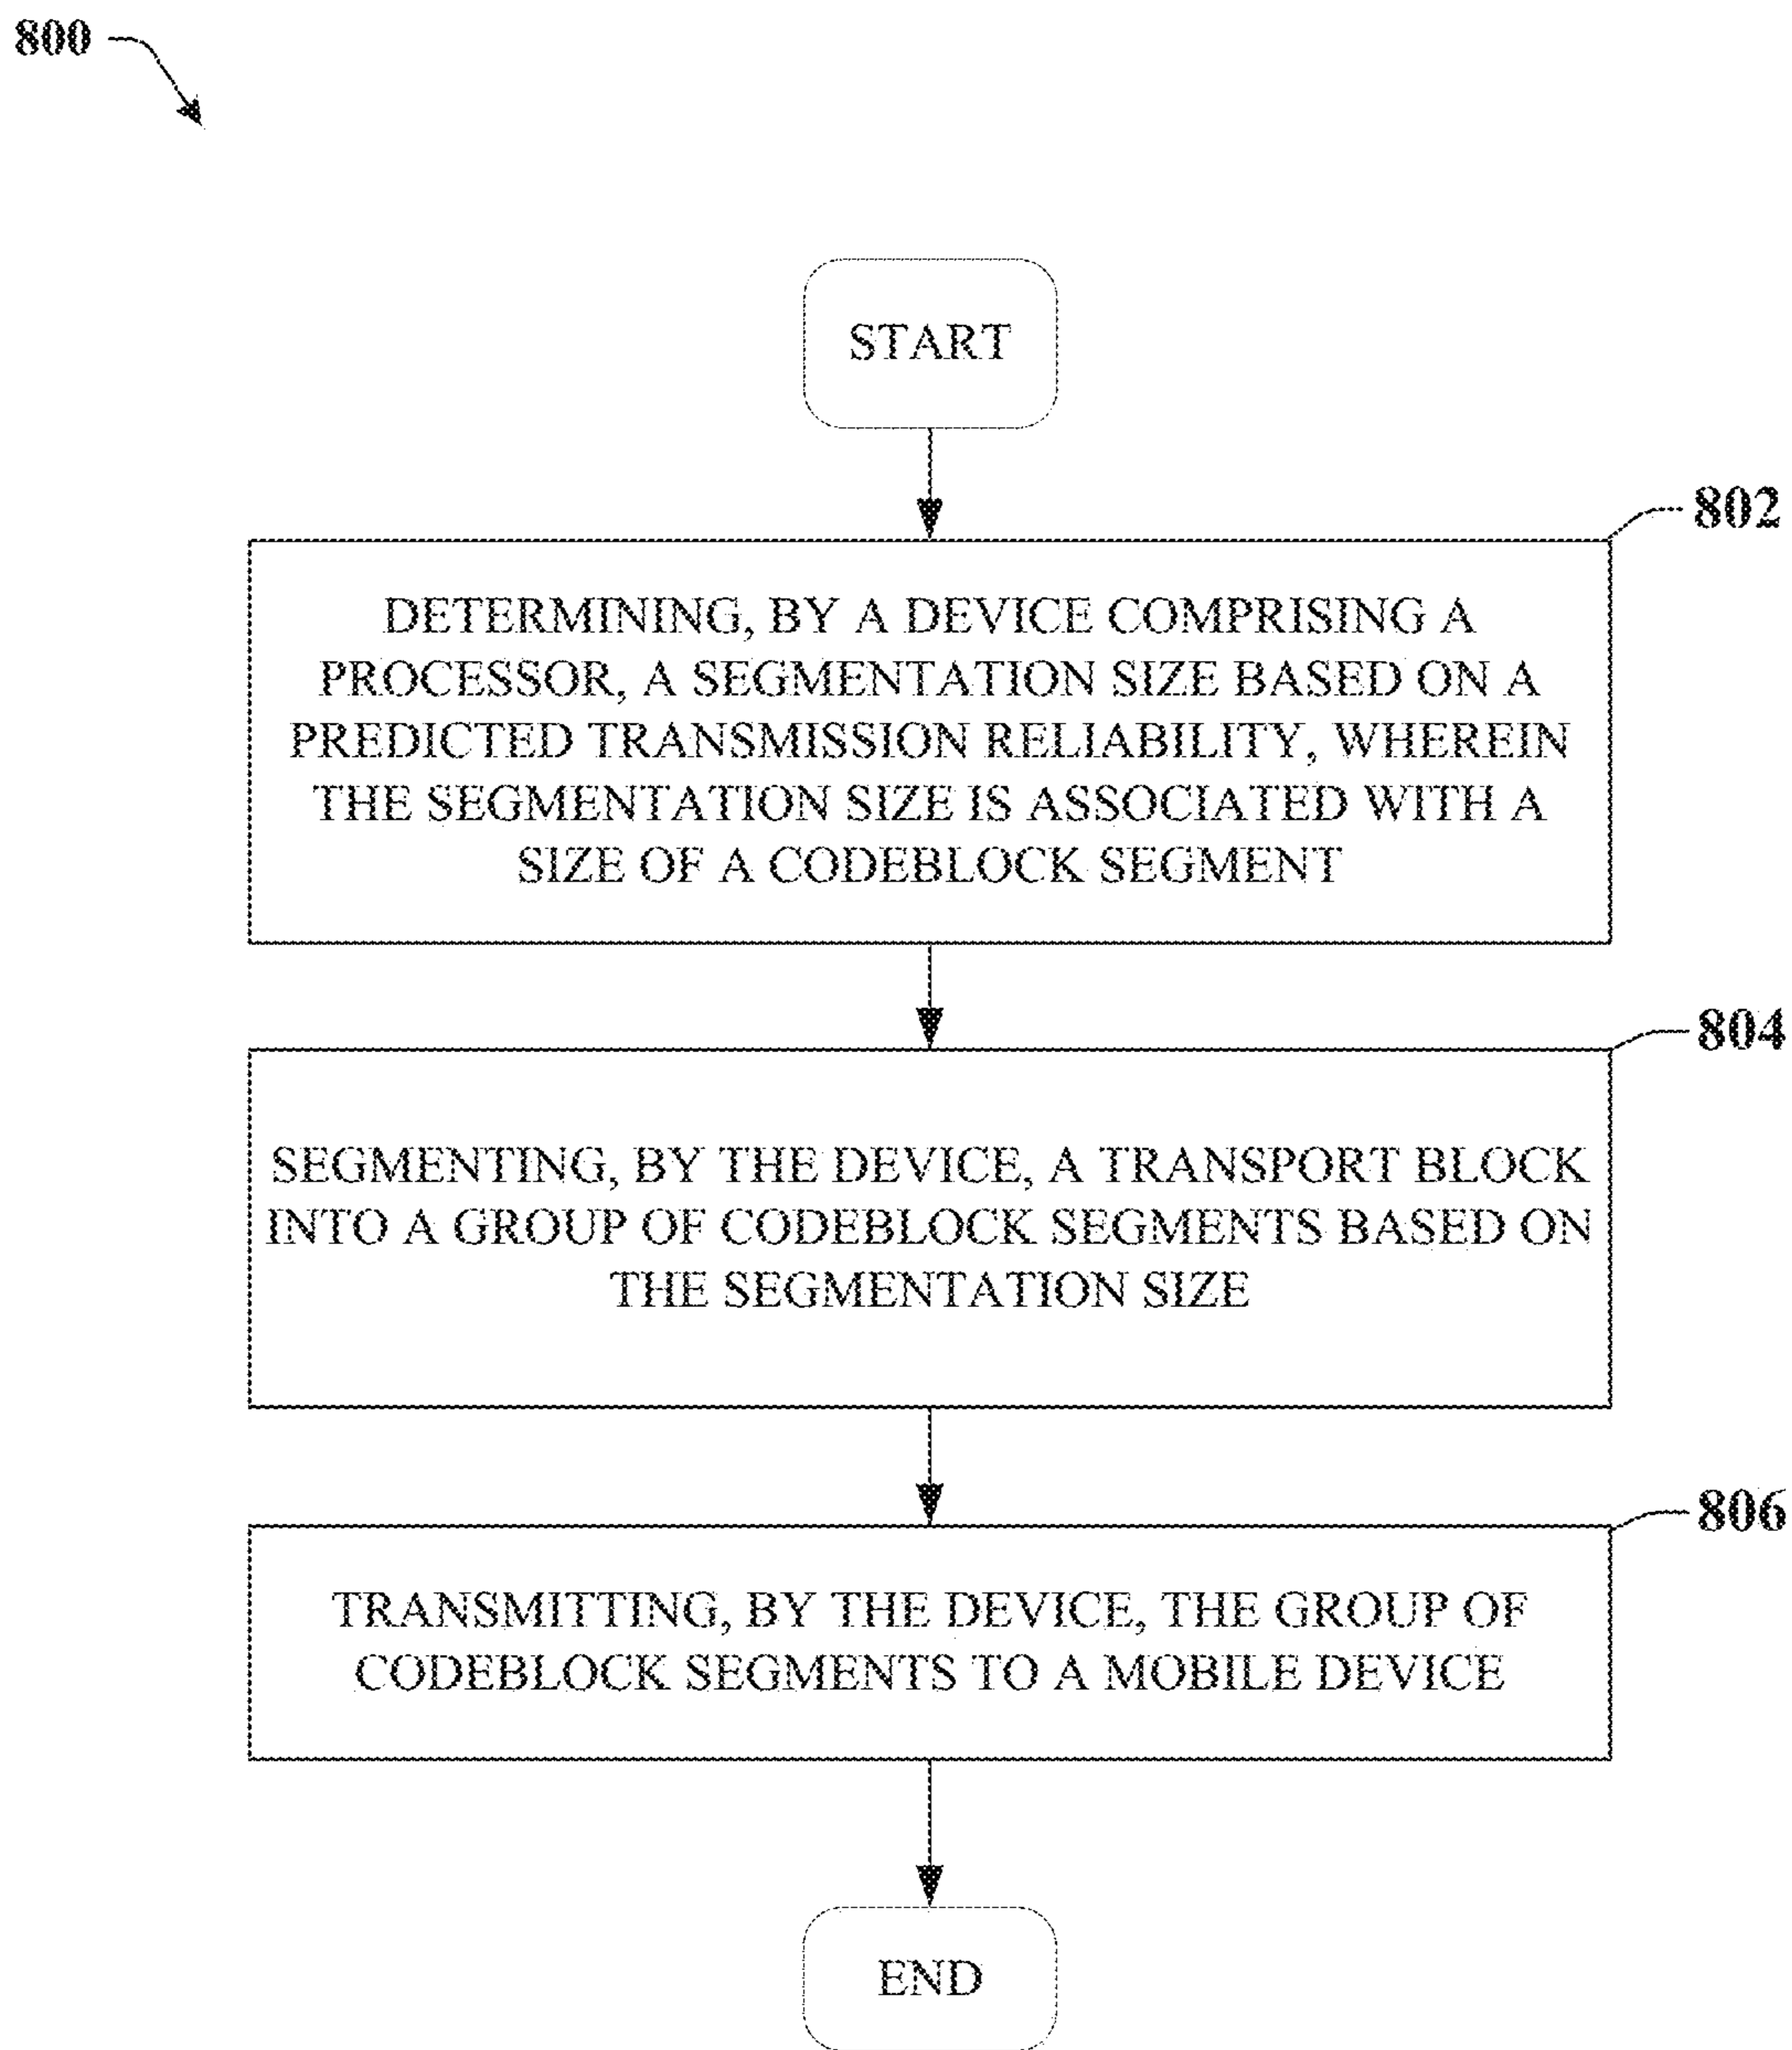 800
START
802
DETERMINING, BY A DEVICE COMPRISING A
PROCESSOR, A SEGMENTATION SIZE BASED ON A
PREDICTED TRANSMISSION RELIABILITY, WHEREIN
THE SEGMENTATION SIZE IS ASSOCIATED WITH A
SIZE OF A CODEBLOCK SEGMENT
804
SEGMENTING, BY THE DEVICE, A TRANSPORT BLOCK
INTO A GROUP OF CODEBLOCK SEGMENTS BASED ON
THE SEGMENTATION SIZE
806
TRANSMITTING, BY THE DEVICE, THE GROUP OF
CODEBLOCK SEGMENTS TO A MOBILE DEVICE
END